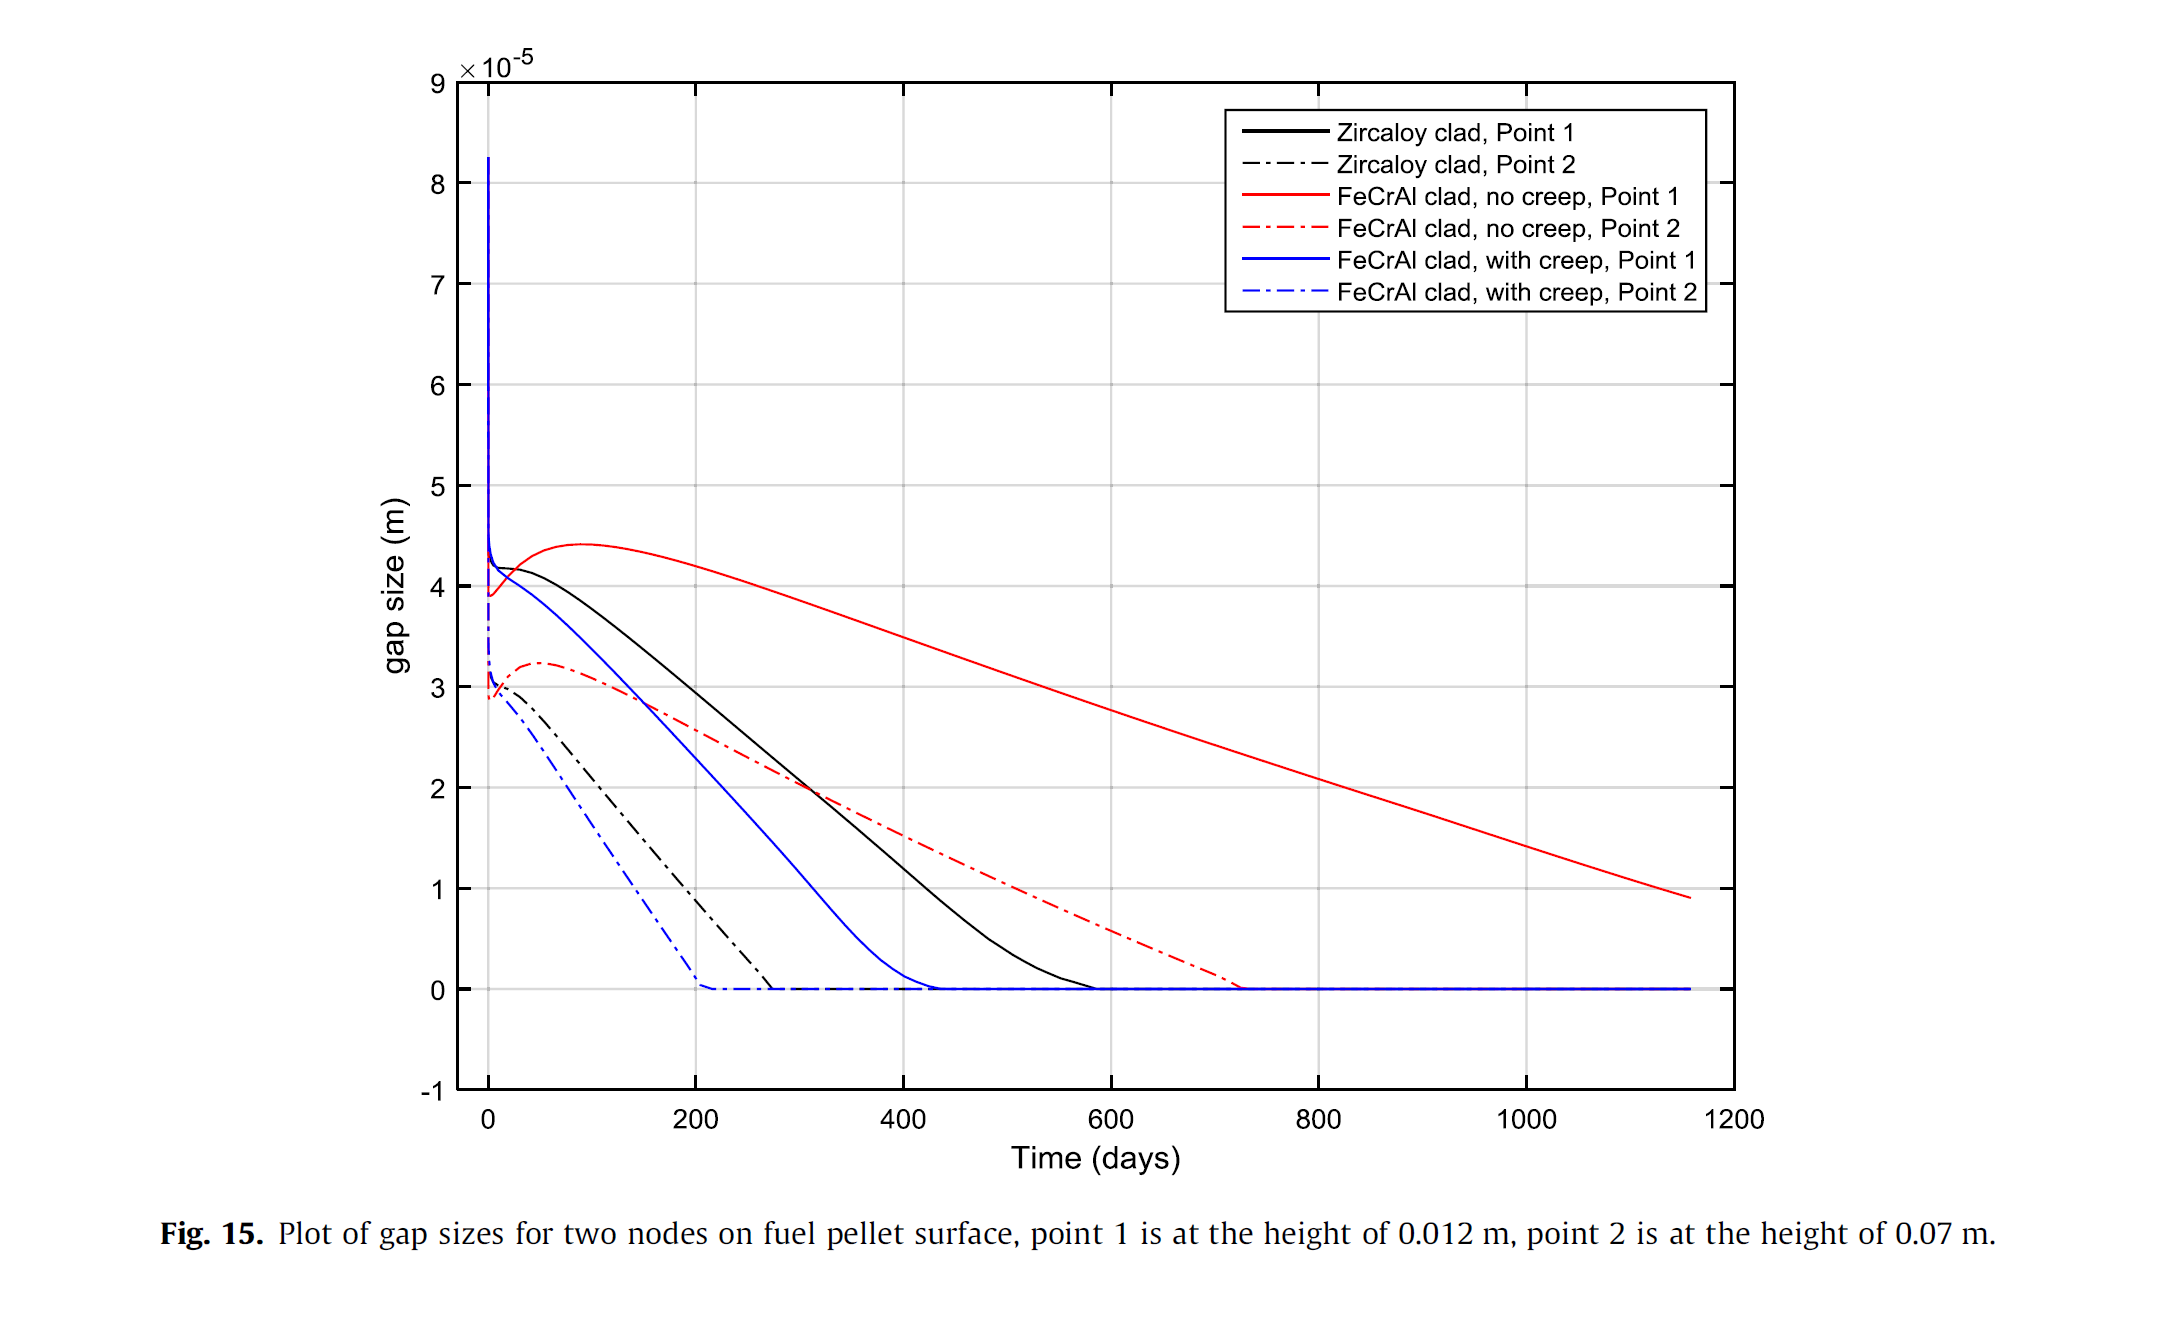 ×10-5
9
8
7
6
5
4
3
2
1
0
-1
gap size (m)
Zircaloy clad, Point 1
Zircaloy clad, Point 2
FeCrAl clad, no creep, Point 1
FeCrAl clad, no creep, Point 2
FeCrAl clad, with creep, Point 1
FeCrAl clad, with creep, Point 2
0 200 400 600 800 1000 1200
Time (days)
Fig. 15. Plot of gap sizes for two nodes on fuel pellet surface, point 1 is at the height of 0.012 m, point 2 is at the height of 0.07 m.